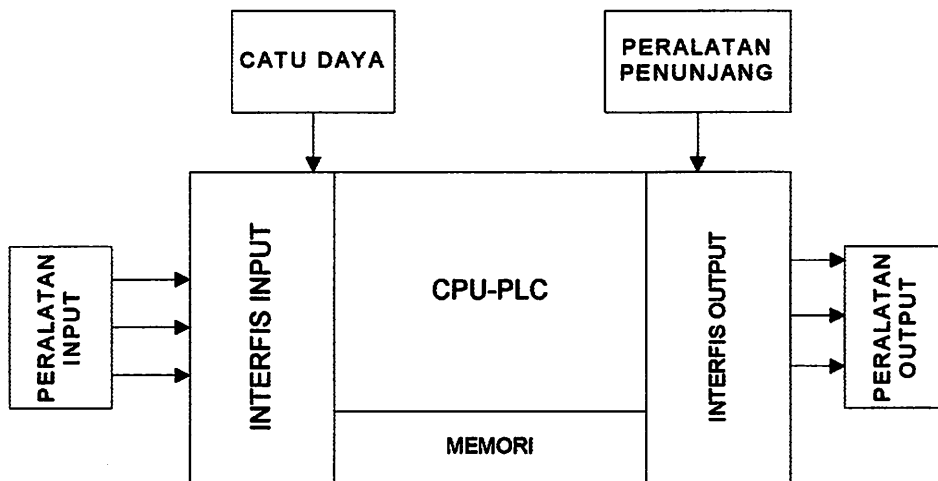 CATU DAYA
PERALATAN
PENUNJANG
PERALATAN
INPUT
INTERFIS INPUT
CPU-PLC
MEMORI
INTERFIS OUTPUT
PERALATAN
OUTPUT